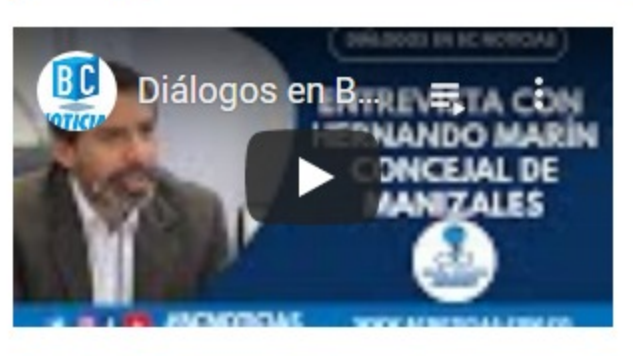 DIÁLOGOS EN BC NOTICIAS
BC
NOTICIAS
Diálogos en B...
ENTREVISTA CON
HERNANDO MARÍN
CONCEJAL DE
MANIZALES
#BCNOTICIAS